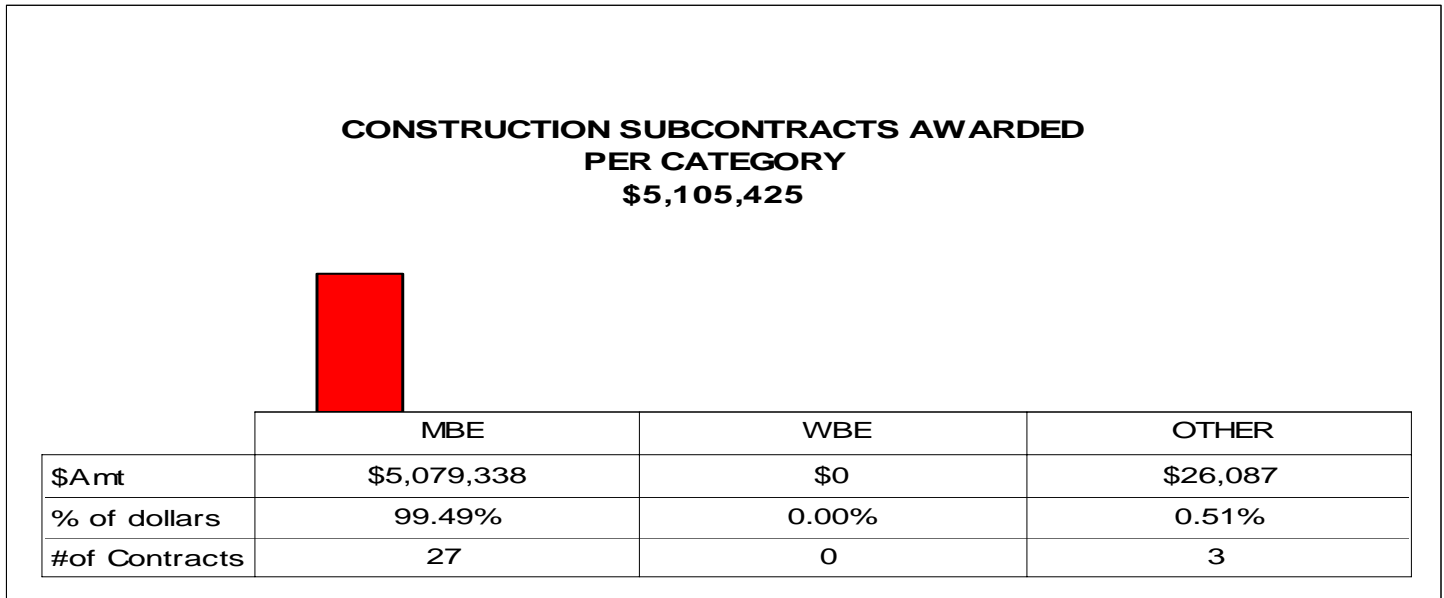 CONSTRUCTION SUBCONTRACTS AWARDED
PER CATEGORY
$5,105,425
MBE WBE OTHER
$Amt $5,079,338 $0 $26,087
% of dollars 99.49% 0.00% 0.51%
#of Contracts 27 0 3